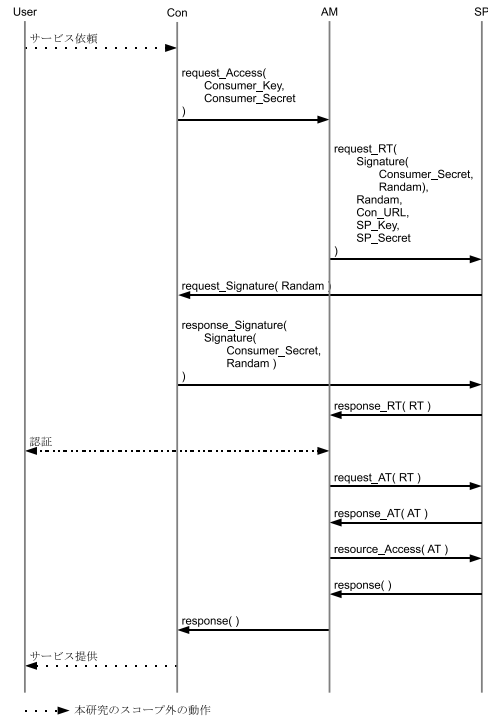 User Con AM SP
サービス依頼
request_Access(
Consumer_Key,
Consumer_Secret
)
request_RT(
Signature(
Consumer_Secret,
Randam),
Randam,
Con_URL,
SP_Key,
SP_Secret
)
request_Signature( Randam )
response_Signature(
Signature(
Consumer_Secret,
Randam )
)
response_RT( RT )
認証
request_AT( RT )
response_AT( AT )
resource_Access( AT )
response( )
response( )
サービス提供
本研究のスコープ外の動作